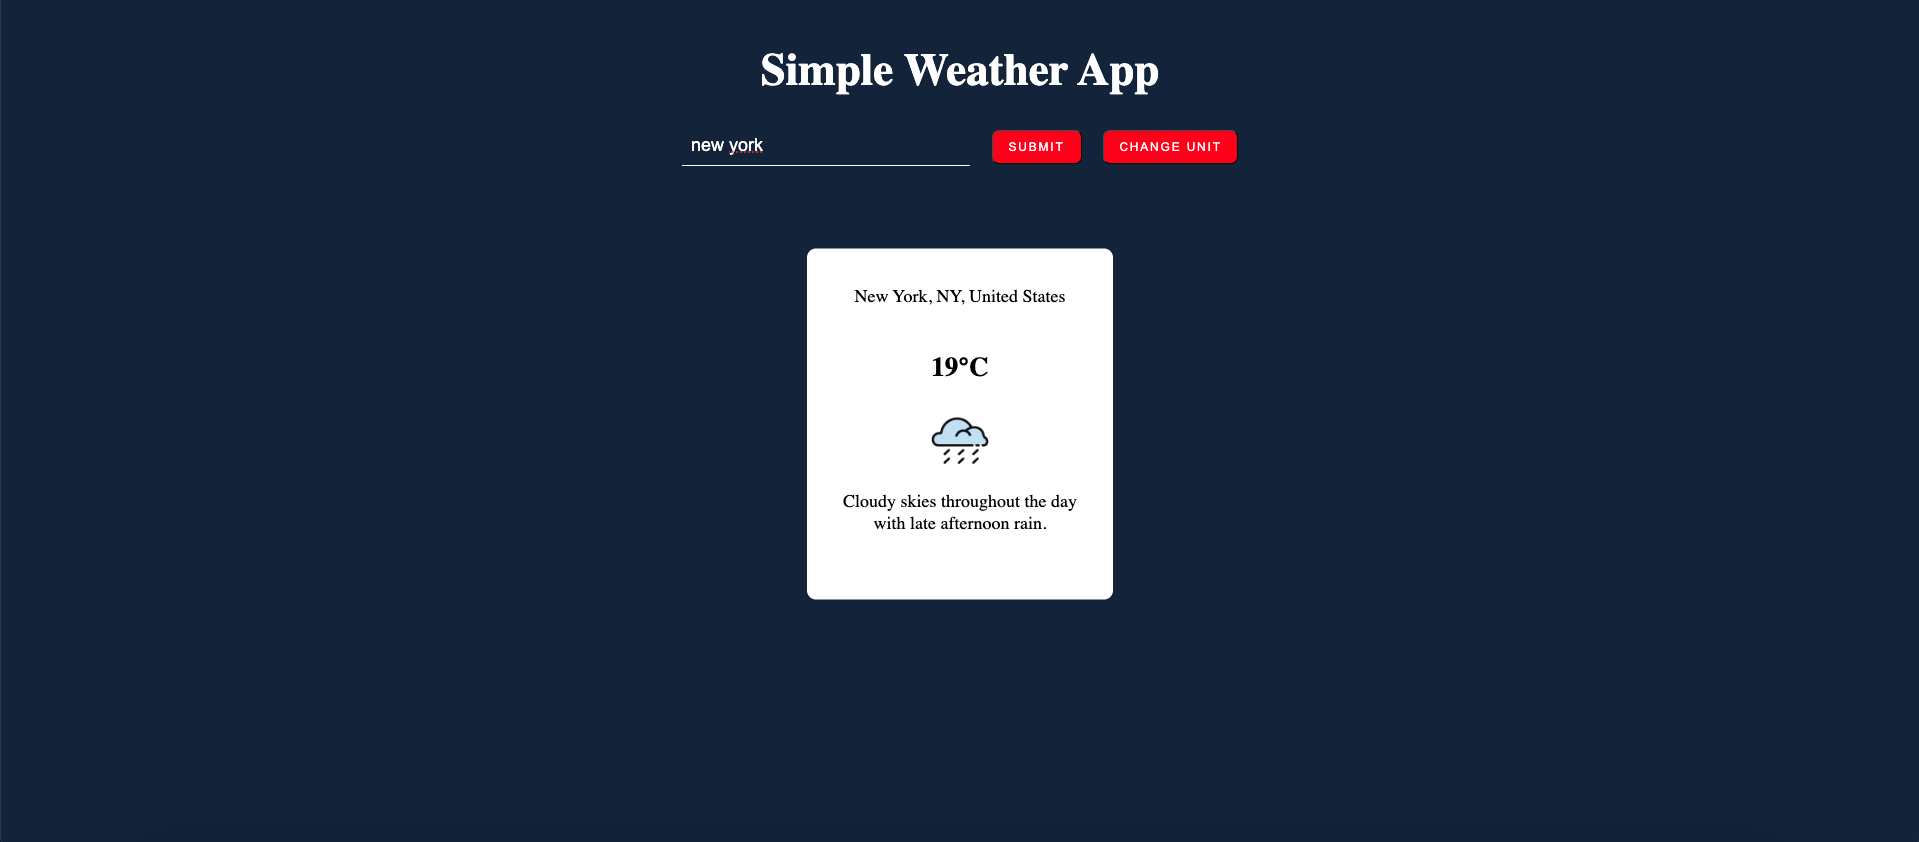 Simple Weather App
new york
SUBMIT
CHANGE UNIT
New York, NY, United States
19°C
Cloudy skies throughout the day
with late afternoon rain.